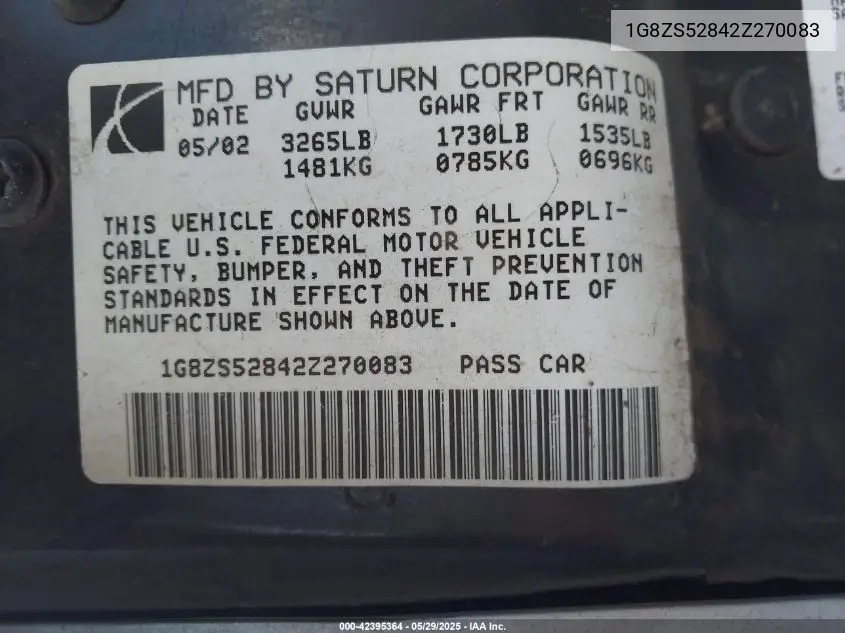 1G8ZS52842Z270083
MFD BY SATURN CORPORATION
DATE GVWR GAWR FRT GAWR RR
05/02 3265LB 1730LB 1535LB
1481KG 0785KG 0696KG
THIS VEHICLE CONFORMS TO ALL APPLI-
CABLE U.S. FEDERAL MOTOR VEHICLE
SAFETY, BUMPER, AND THEFT PREVENTION
STANDARDS IN EFFECT ON THE DATE OF
MANUFACTURE SHOWN ABOVE.
1G8ZS52842Z270083 PASS CAR
000-42395364 - 05/29/2025 - IAA Inc.